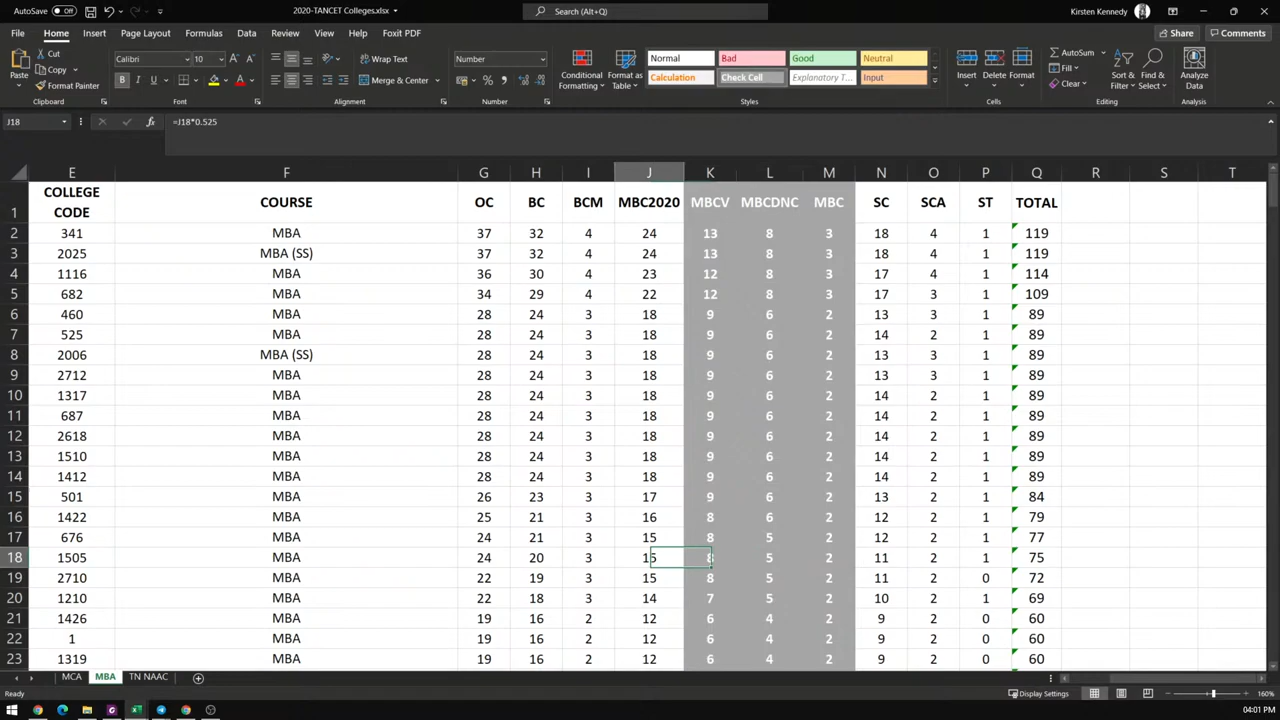 AutoSave Off 2020-TANCET Colleges.xlsx Search (Alt+Q) Kirsten Kennedy
File Home Insert Page Layout Formulas Data Review View Help Foxit PDF Share Comments
Paste Cut Copy Format Painter Calibri 10 Wrap Text Merge & Center Number Conditional Formatting Format as Table Normal Bad Good Neutral Calculation Check Cell Explanatory T... Input Insert Delete Format AutoSum Fill Clear Sort & Filter Find & Select Analyze Data
Clipboard Font Alignment Number Styles Cells Editing Analysis
J18 fx =J18*0.525
E F G H I J K L M N O P Q R S T
1 COLLEGE CODE COURSE OC BC BCM MBC2020 MBCV MBCDNC MBC SC SCA ST TOTAL
2 341 MBA 37 32 4 24 13 8 3 18 4 1 119
3 2025 MBA (SS) 37 32 4 24 13 8 3 18 4 1 119
4 1116 MBA 36 30 4 23 12 8 3 17 4 1 114
5 682 MBA 34 29 4 22 12 8 3 17 3 1 109
6 460 MBA 28 24 3 18 9 6 2 13 3 1 89
7 525 MBA 28 24 3 18 9 6 2 14 2 1 89
8 2006 MBA (SS) 28 24 3 18 9 6 2 13 3 1 89
9 2712 MBA 28 24 3 18 9 6 2 13 3 1 89
10 1317 MBA 28 24 3 18 9 6 2 14 2 1 89
11 687 MBA 28 24 3 18 9 6 2 14 2 1 89
12 2618 MBA 28 24 3 18 9 6 2 14 2 1 89
13 1510 MBA 28 24 3 18 9 6 2 14 2 1 89
14 1412 MBA 28 24 3 18 9 6 2 14 2 1 89
15 501 MBA 26 23 3 17 9 6 2 13 2 1 84
16 1422 MBA 25 21 3 16 8 6 2 12 2 1 79
17 676 MBA 24 21 3 15 8 5 2 12 2 1 77
18 1505 MBA 24 20 3 15 8 5 2 11 2 1 75
19 2710 MBA 22 19 3 15 8 5 2 11 2 0 72
20 1210 MBA 22 18 3 14 7 5 2 10 2 1 69
21 1426 MBA 19 16 2 12 6 4 2 9 2 0 60
22 1 MBA 19 16 2 12 6 4 2 9 2 0 60
23 1319 MBA 19 16 2 12 6 4 2 9 2 0 60
MCA MBA TN NAAC
Ready Display Settings 160%
04:01 PM